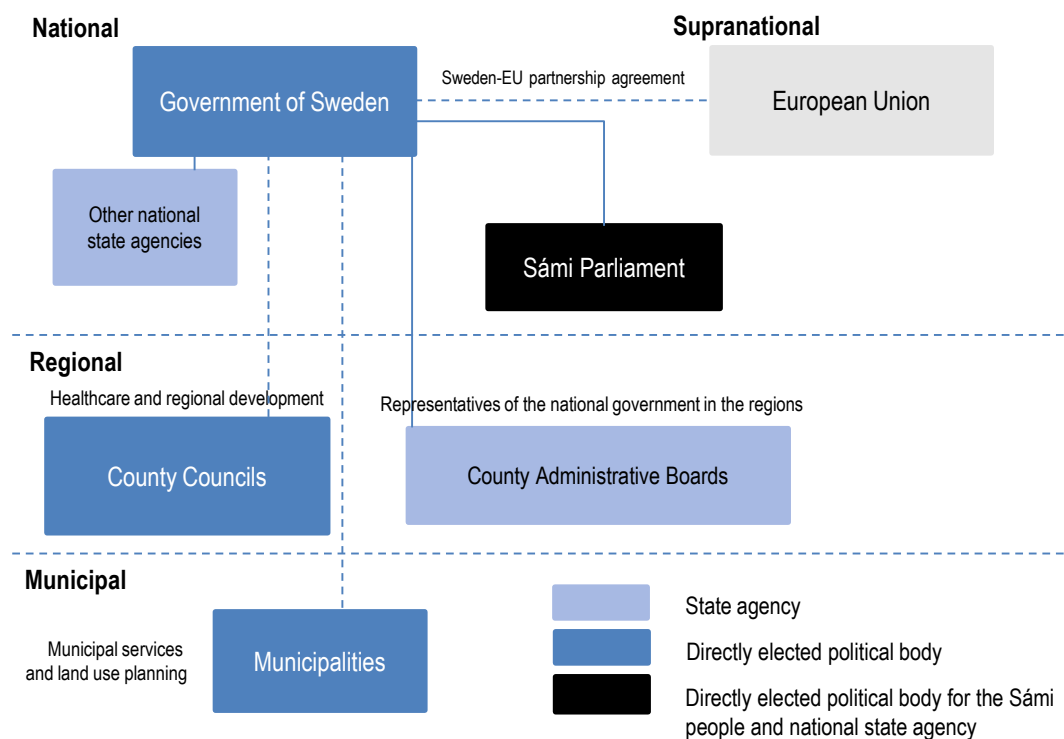 National
Supranational
Government of Sweden
Sweden-EU partnership agreement
European Union
Other national
state agencies
Sámi Parliament
Regional
Healthcare and regional development
Representatives of the national government in the regions
County Councils
County Administrative Boards
Municipal
Municipal services
and land use planning
Municipalities
State agency
Directly elected political body
Directly elected political body for the Sámi
people and national state agency